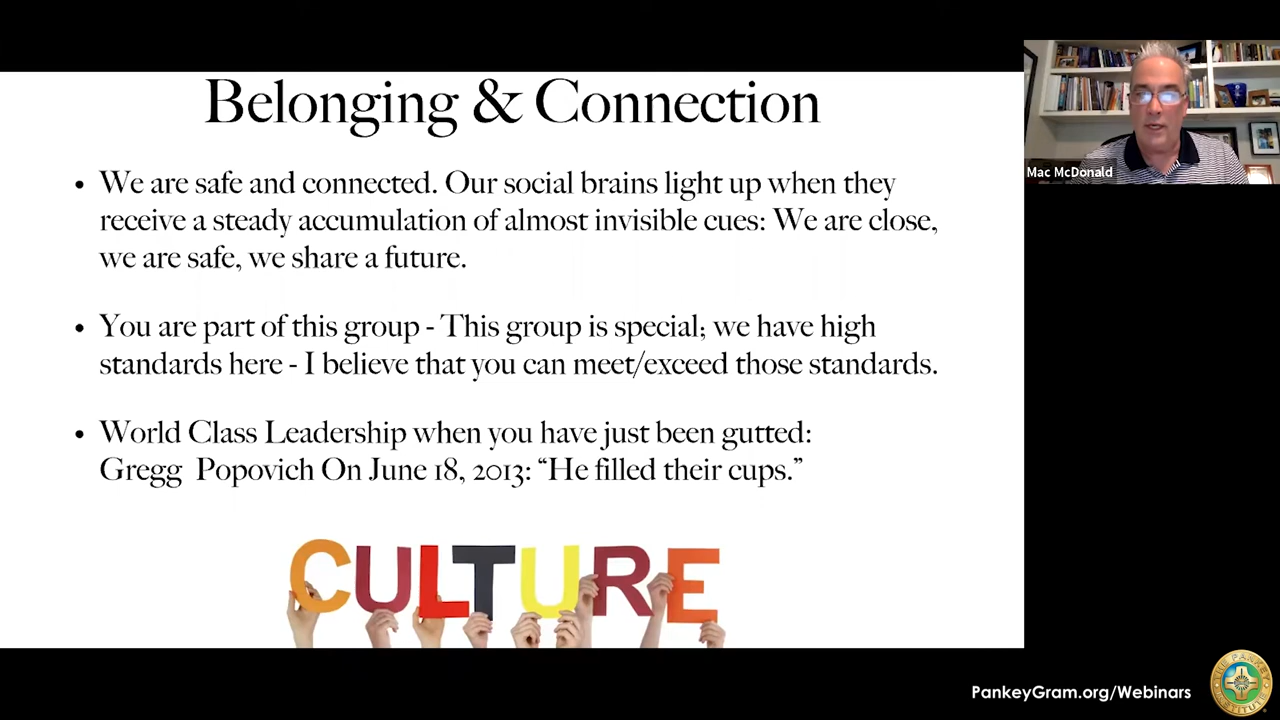 Belonging & Connection
• We are safe and connected. Our social brains light up when they
receive a steady accumulation of almost invisible cues: We are close,
we are safe, we share a future.
• You are part of this group - This group is special; we have high
standards here - I believe that you can meet/exceed those standards.
• World Class Leadership when you have just been gutted:
Gregg Popovich On June 18, 2013: “He filled their cups.”
CULTURE
Mac McDonald
PankeyGram.org/Webinars
THE PANKEY
INSTITUTE